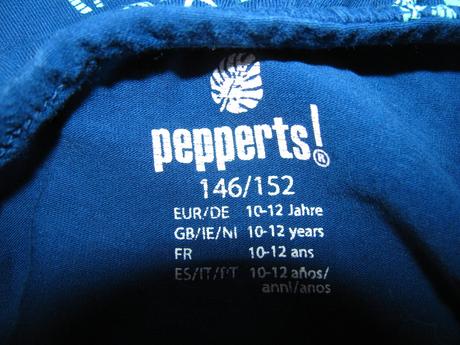 pepperts!®
146/152
EUR/DE 10-12 Jahre
GB/IE/NI 10-12 years
FR 10-12 ans
ES/IT/PT 10-12 años/
anni/anos